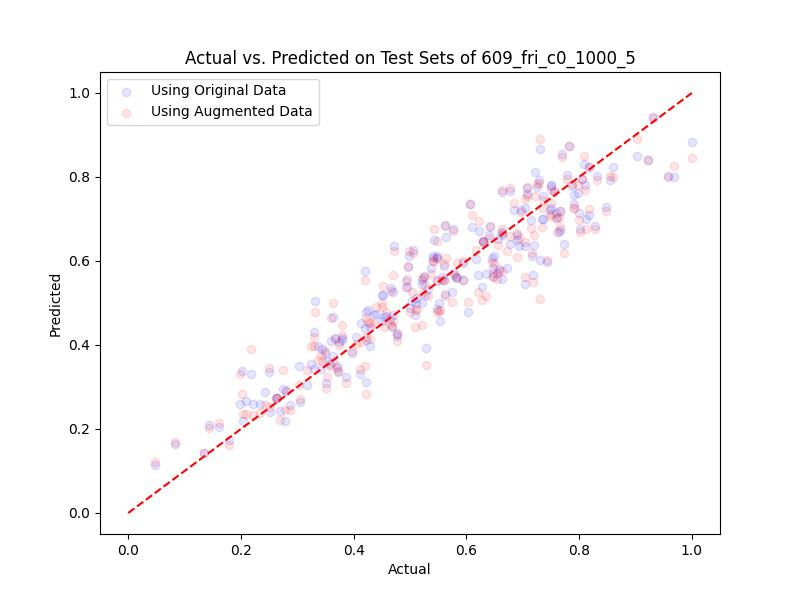 Actual vs. Predicted on Test Sets of 609_fri_c0_1000_5
Using Original Data
Using Augmented Data
1.0
0.8
0.6
0.4
0.2
0.0
Predicted
0.0 0.2 0.4 0.6 0.8 1.0
Actual